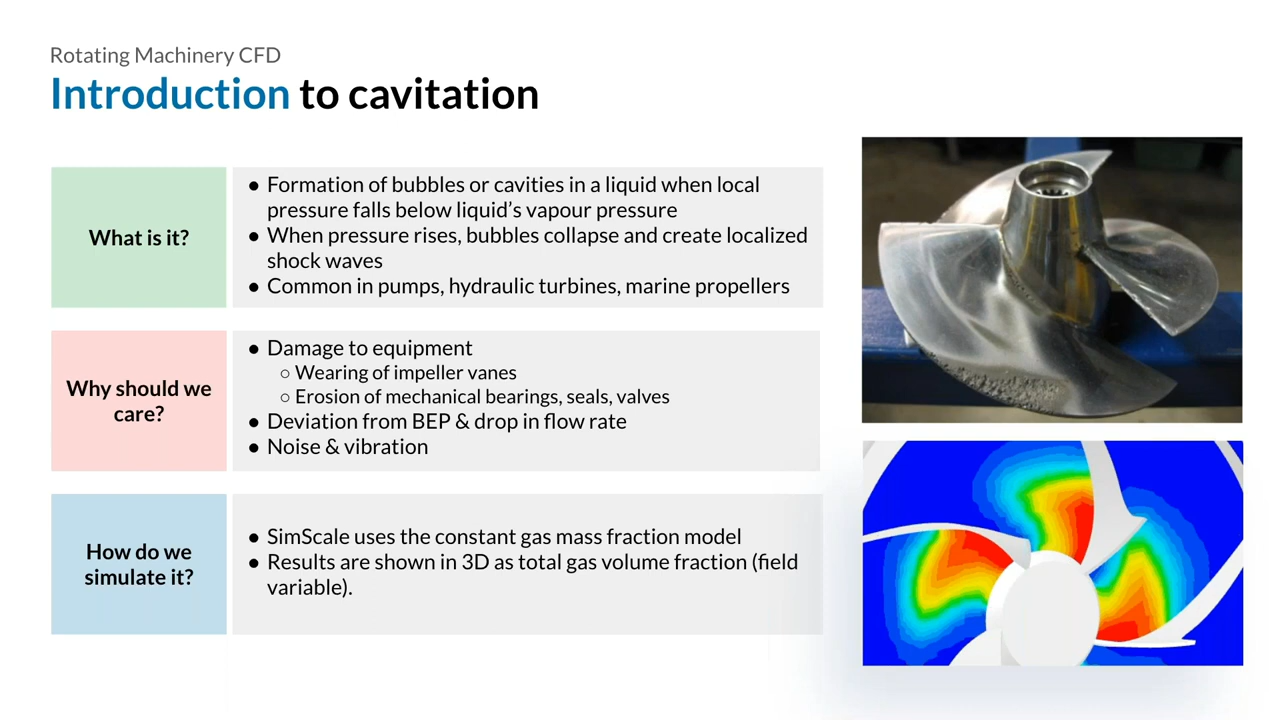 Rotating Machinery CFD
Introduction to cavitation
What is it?
● Formation of bubbles or cavities in a liquid when local
pressure falls below liquid’s vapour pressure
● When pressure rises, bubbles collapse and create localized
shock waves
● Common in pumps, hydraulic turbines, marine propellers
Why should we
care?
● Damage to equipment
○ Wearing of impeller vanes
○ Erosion of mechanical bearings, seals, valves
● Deviation from BEP & drop in flow rate
● Noise & vibration
How do we
simulate it?
● SimScale uses the constant gas mass fraction model
● Results are shown in 3D as total gas volume fraction (field
variable).